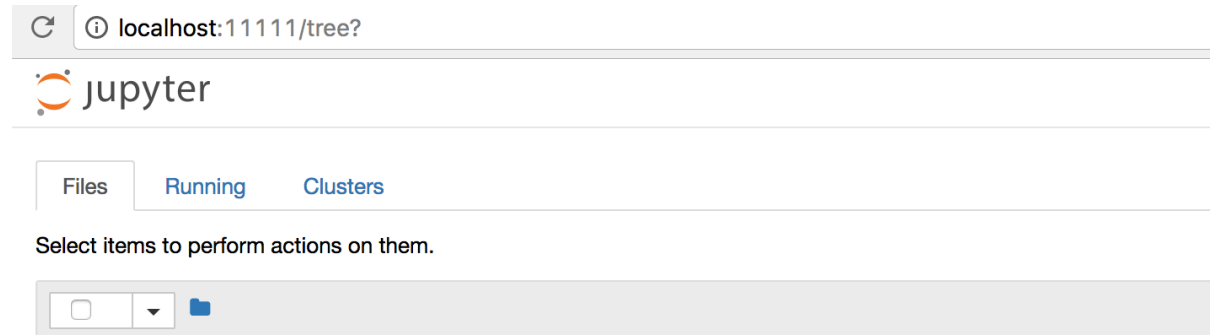 localhost:11111/tree?
jupyter
Files Running Clusters
Select items to perform actions on them.